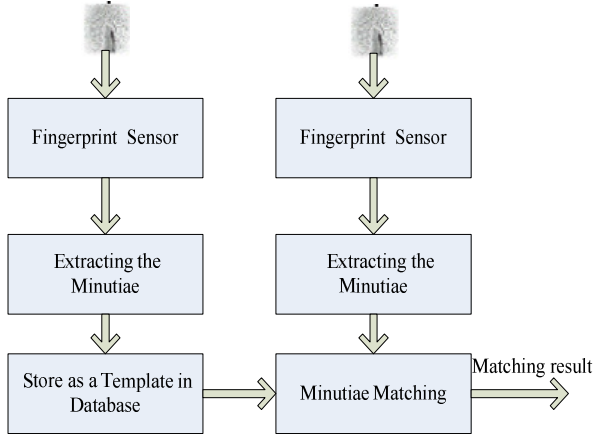 Fingerprint Sensor
Extracting the
Minutiae
Store as a Template in
Database
Fingerprint Sensor
Extracting the
Minutiae
Minutiae Matching
Matching result